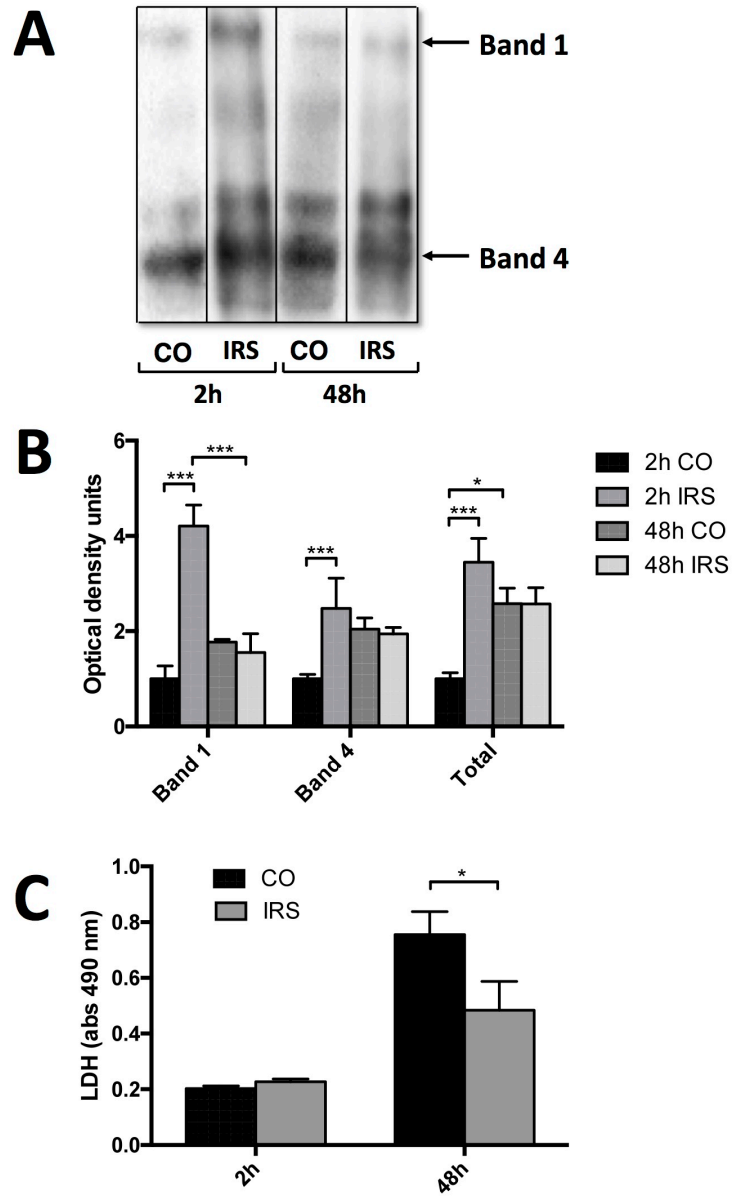 A
Band 1
Band 4
CO IRS CO IRS
2h 48h
B
6
4
2
0
Optical density units
***
***
***
***
*
2h CO
2h IRS
48h CO
48h IRS
Band 1 Band 4 Total
C
1.0
0.8
0.6
0.4
0.2
0.0
LDH (abs 490 nm)
CO
IRS
*
2h 48h